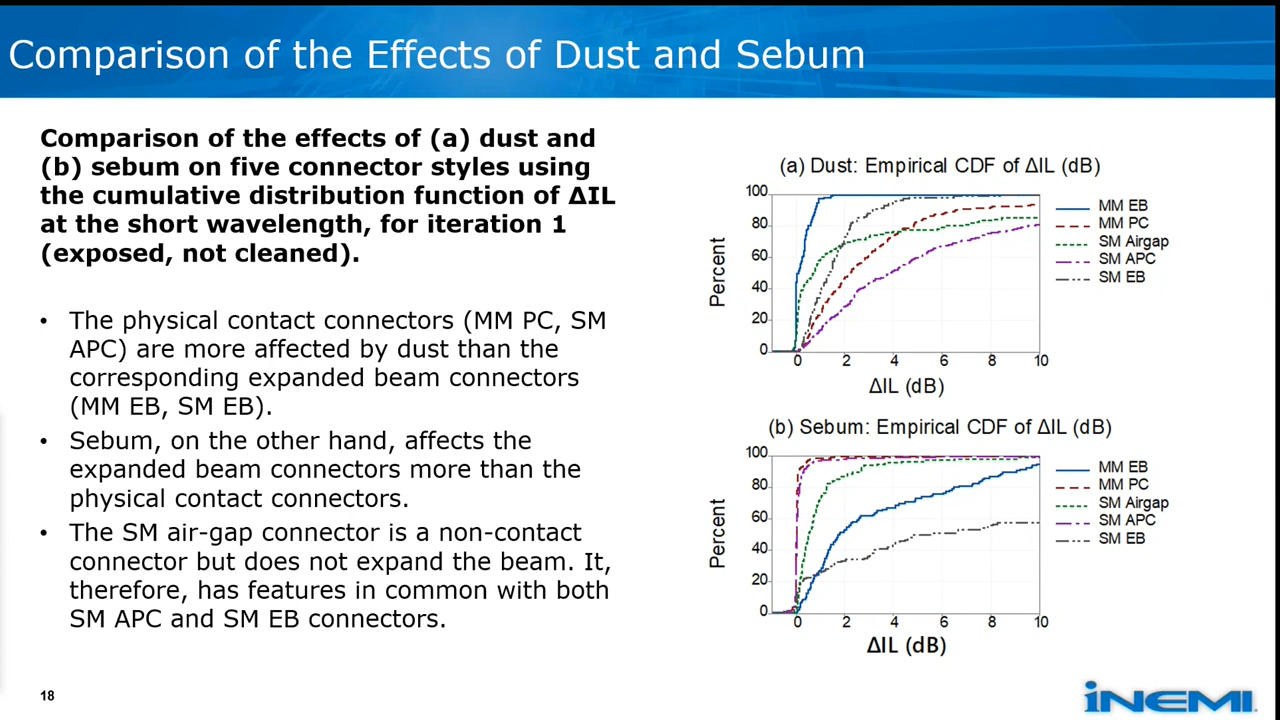 Comparison of the Effects of Dust and Sebum
Comparison of the effects of (a) dust and
(b) sebum on five connector styles using
the cumulative distribution function of ΔIL
at the short wavelength, for iteration 1
(exposed, not cleaned).
• The physical contact connectors (MM PC, SM
APC) are more affected by dust than the
corresponding expanded beam connectors
(MM EB, SM EB).
• Sebum, on the other hand, affects the
expanded beam connectors more than the
physical contact connectors.
• The SM air-gap connector is a non-contact
connector but does not expand the beam. It,
therefore, has features in common with both
SM APC and SM EB connectors.
(a) Dust: Empirical CDF of ΔIL (dB)
100
80
60
40
20
0
Percent
0 2 4 6 8 10
ΔIL (dB)
MM EB
MM PC
SM Airgap
SM APC
SM EB
(b) Sebum: Empirical CDF of ΔIL (dB)
100
80
60
40
20
0
Percent
0 2 4 6 8 10
ΔIL (dB)
MM EB
MM PC
SM Airgap
SM APC
SM EB
18
iNEMI